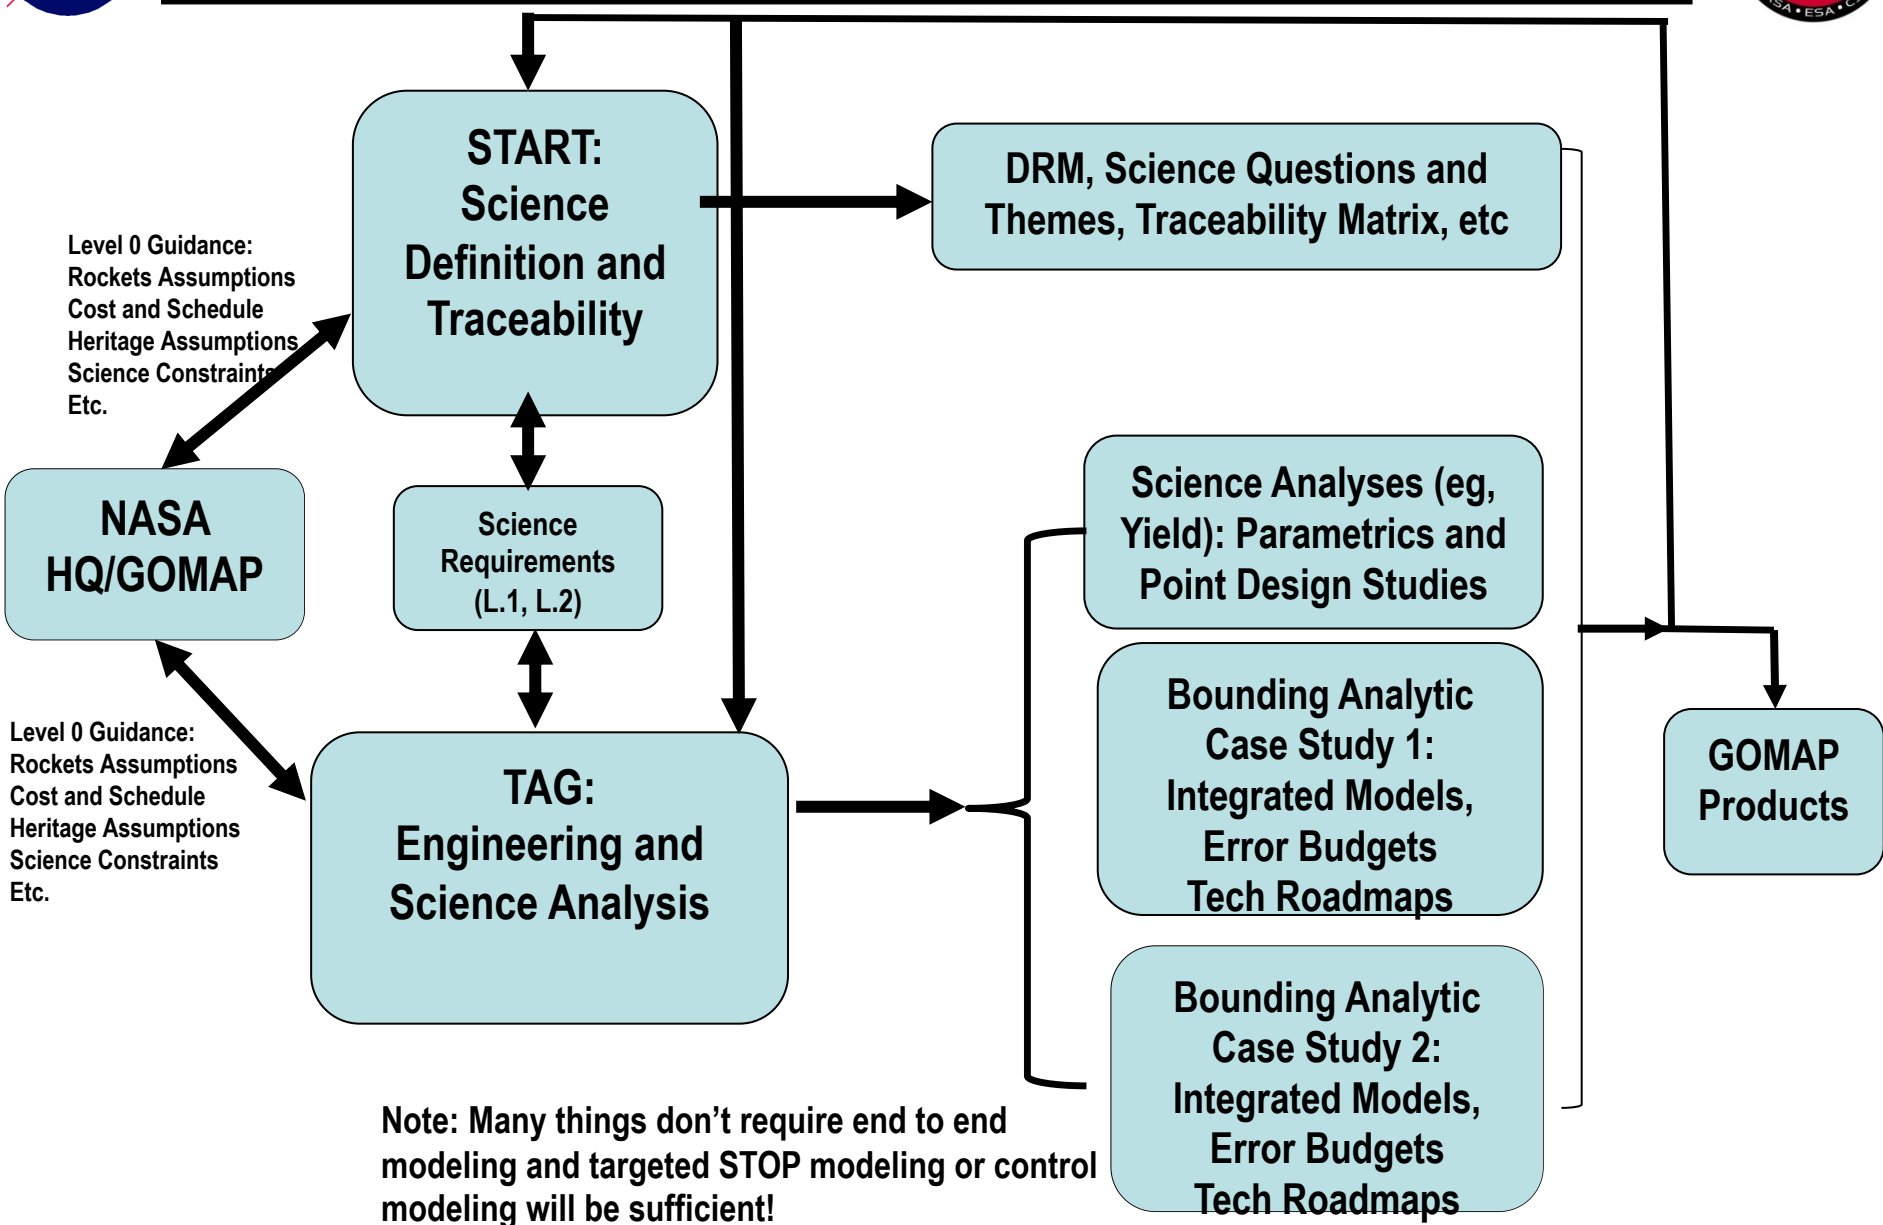 SA • ESA • C
START:
Science
Definition and
Traceability
DRM, Science Questions and
Themes, Traceability Matrix, etc
Level 0 Guidance:
Rockets Assumptions
Cost and Schedule
Heritage Assumptions
Science Constraints
Etc.
NASA
HQ/GOMAP
Science
Requirements
(L.1, L.2)
Science Analyses (eg,
Yield): Parametrics and
Point Design Studies
Bounding Analytic
Case Study 1:
Integrated Models,
Error Budgets
Tech Roadmaps
GOMAP
Products
Level 0 Guidance:
Rockets Assumptions
Cost and Schedule
Heritage Assumptions
Science Constraints
Etc.
TAG:
Engineering and
Science Analysis
Bounding Analytic
Case Study 2:
Integrated Models,
Error Budgets
Tech Roadmaps
Note: Many things don’t require end to end
modeling and targeted STOP modeling or control
modeling will be sufficient!